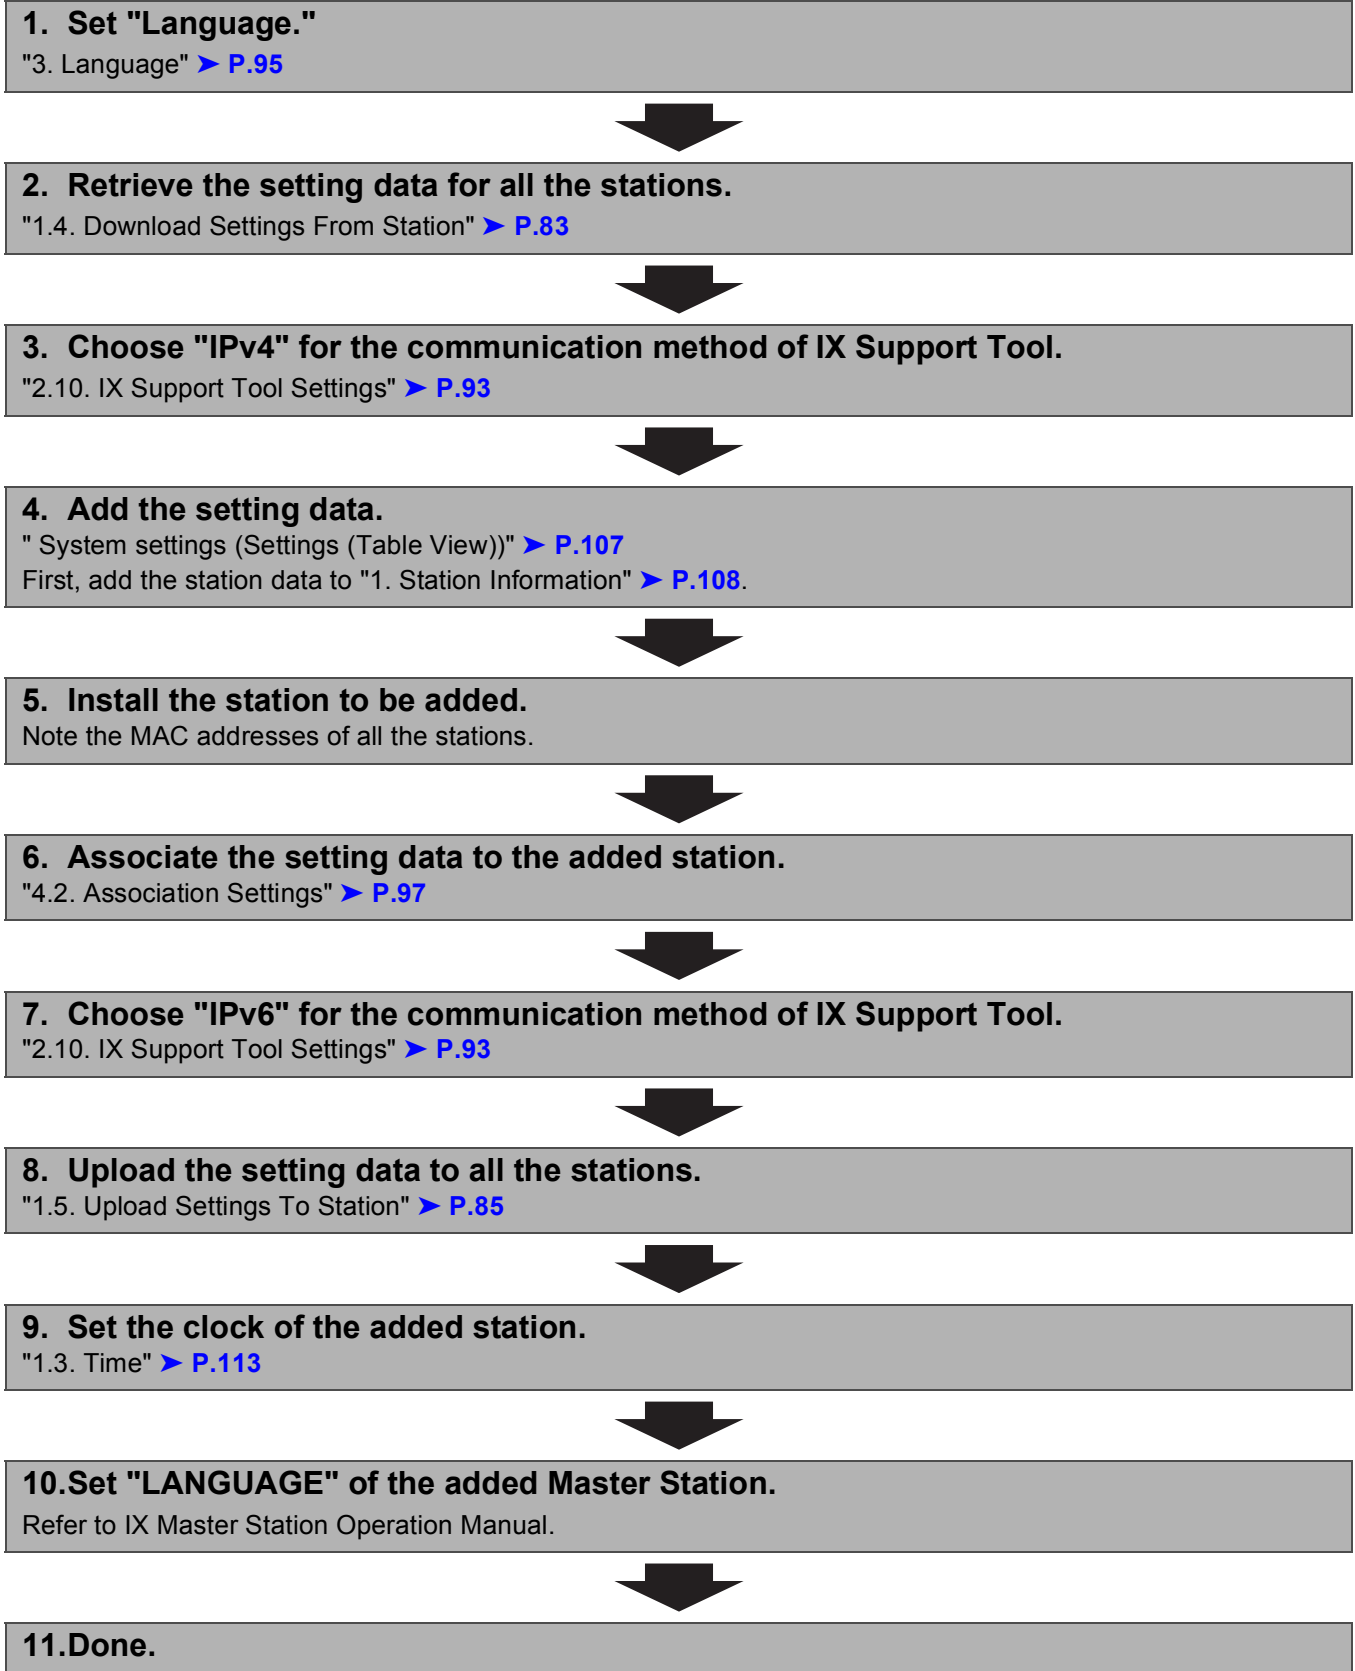 1. Set "Language."
"3. Language" ➤ P.95
2. Retrieve the setting data for all the stations.
"1.4. Download Settings From Station" ➤ P.83
3. Choose "IPv4" for the communication method of IX Support Tool.
"2.10. IX Support Tool Settings" ➤ P.93
4. Add the setting data.
" System settings (Settings (Table View))" ➤ P.107
First, add the station data to "1. Station Information" ➤ P.108.
5. Install the station to be added.
Note the MAC addresses of all the stations.
6. Associate the setting data to the added station.
"4.2. Association Settings" ➤ P.97
7. Choose "IPv6" for the communication method of IX Support Tool.
"2.10. IX Support Tool Settings" ➤ P.93
8. Upload the setting data to all the stations.
"1.5. Upload Settings To Station" ➤ P.85
9. Set the clock of the added station.
"1.3. Time" ➤ P.113
10.Set "LANGUAGE" of the added Master Station.
Refer to IX Master Station Operation Manual.
11.Done.